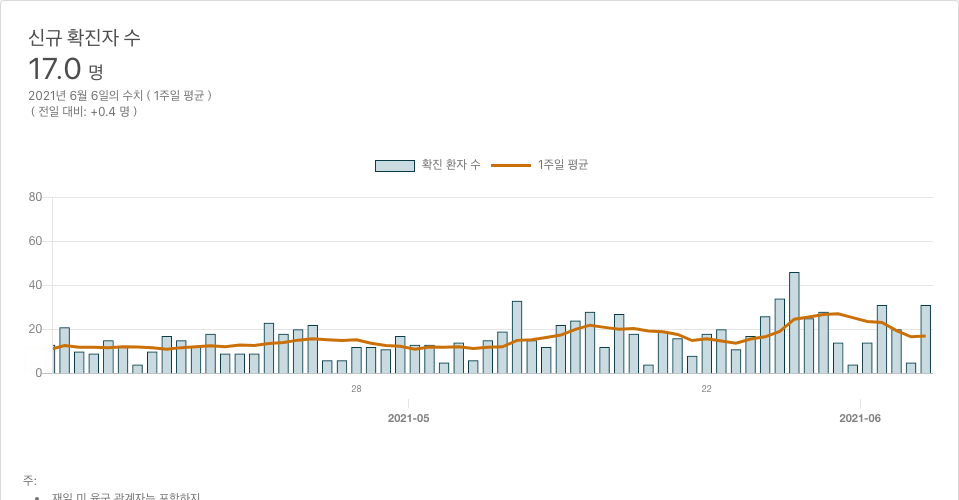 신규 확진자 수
17.0 명
2021년 6월 6일의 수치 ( 1주일 평균 )
( 전일 대비: +0.4 명 )
확진 환자 수 1주일 평균
80
60
40
20
0
28 22
2021-05 2021-06
주:
재일 미 육군 관계자는 포함하지